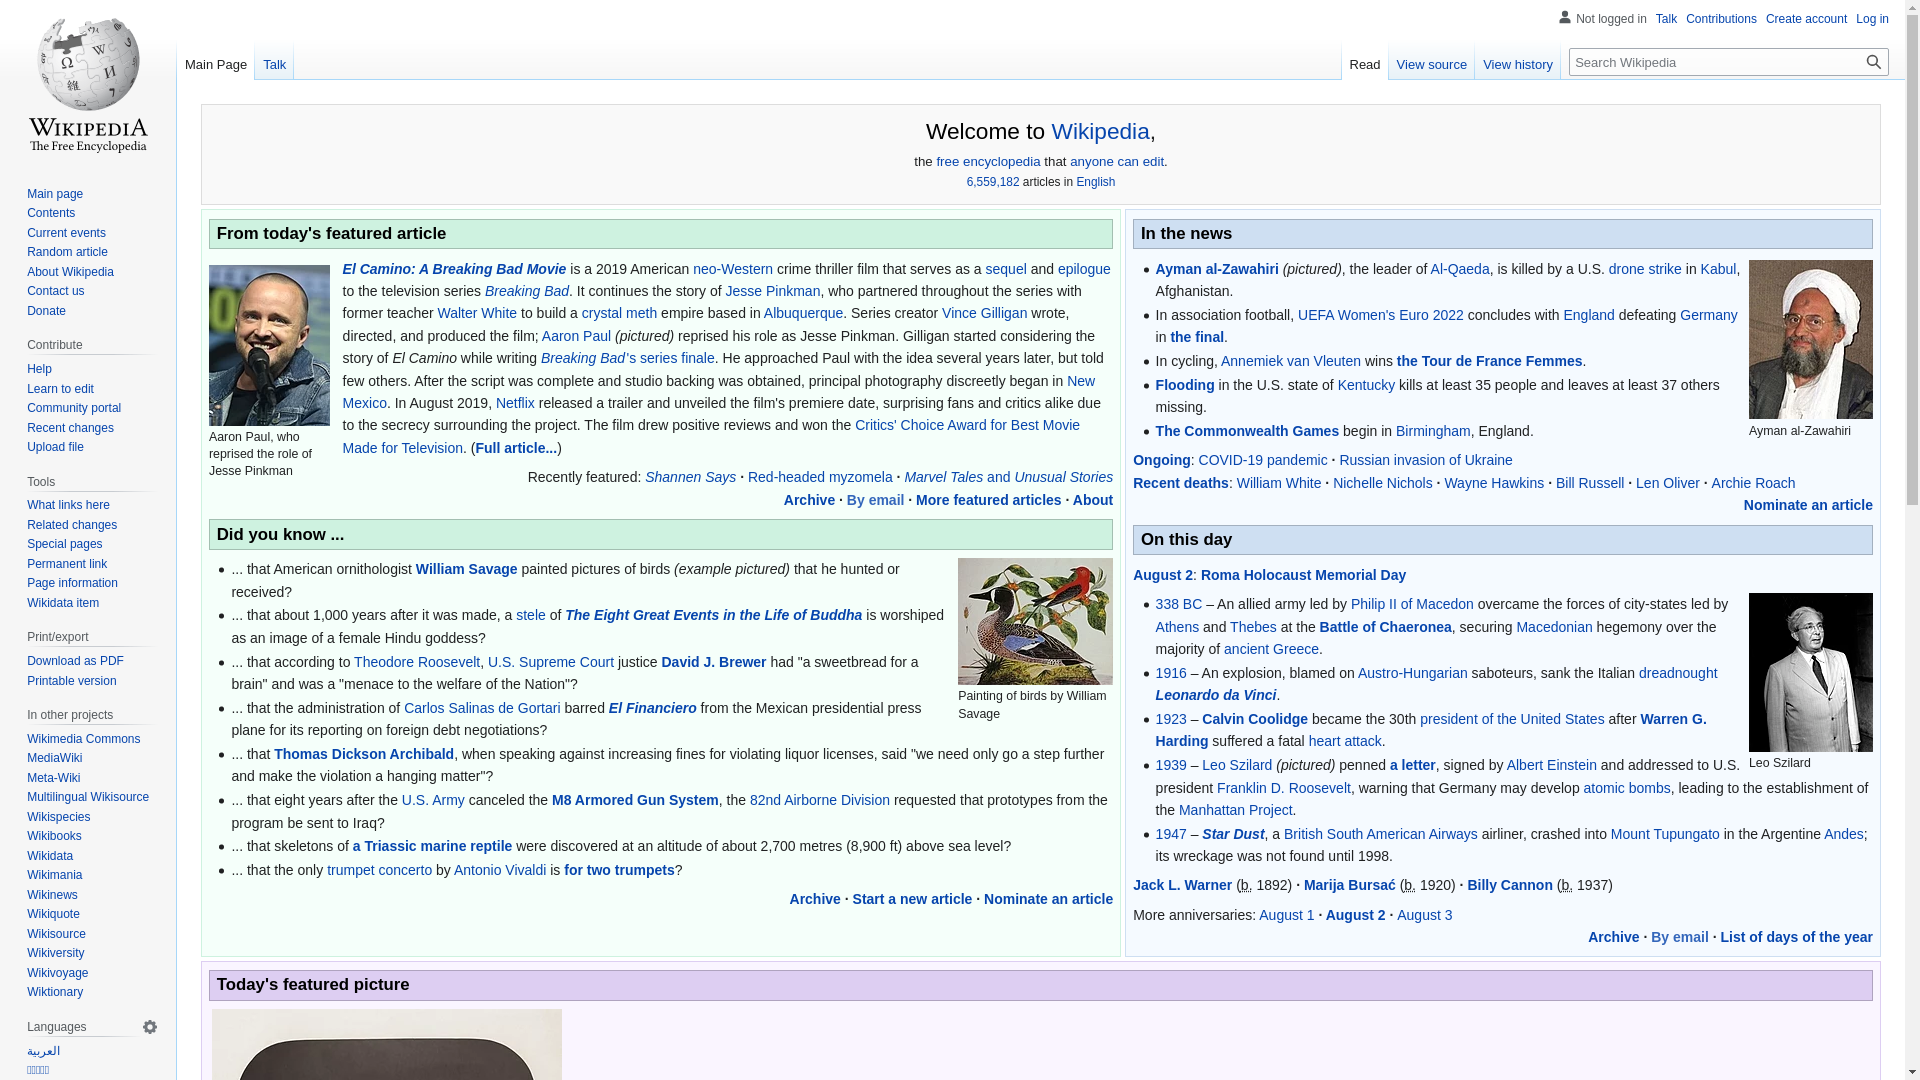 Not logged in Talk Contributions Create account Log in
Main Page Talk
Read View source View history Search Wikipedia
WIKIPEDIA
The Free Encyclopedia
Main page
Contents
Current events
Random article
About Wikipedia
Contact us
Donate
Contribute
Help
Learn to edit
Community portal
Recent changes
Upload file
Tools
What links here
Related changes
Special pages
Permanent link
Page information
Wikidata item
Print/export
Download as PDF
Printable version
In other projects
Wikimedia Commons
MediaWiki
Meta-Wiki
Multilingual Wikisource
Wikispecies
Wikibooks
Wikidata
Wikimania
Wikinews
Wikiquote
Wikisource
Wikiversity
Wikivoyage
Wiktionary
Languages
العربية
Welcome to Wikipedia,
the free encyclopedia that anyone can edit.
6,559,182 articles in English
From today's featured article
Aaron Paul, who
reprised the role of
Jesse Pinkman
El Camino: A Breaking Bad Movie is a 2019 American neo-Western crime thriller film that serves as a sequel and epilogue
to the television series Breaking Bad. It continues the story of Jesse Pinkman, who partnered throughout the series with
former teacher Walter White to build a crystal meth empire based in Albuquerque. Series creator Vince Gilligan wrote,
directed, and produced the film; Aaron Paul (pictured) reprised his role as Jesse Pinkman. Gilligan started considering the
story of El Camino while writing Breaking Bad's series finale. He approached Paul with the idea several years later, but told
few others. After the script was complete and studio backing was obtained, principal photography discreetly began in New
Mexico. In August 2019, Netflix released a trailer and unveiled the film's premiere date, surprising fans and critics alike due
to the secrecy surrounding the project. The film drew positive reviews and won the Critics' Choice Award for Best Movie
Made for Television. (Full article...)
Recently featured: Shannen Says · Red-headed myzomela · Marvel Tales and Unusual Stories
Archive · By email · More featured articles · About
Did you know ...
... that American ornithologist William Savage painted pictures of birds (example pictured) that he hunted or
received?
... that about 1,000 years after it was made, a stele of The Eight Great Events in the Life of Buddha is worshiped
as an image of a female Hindu goddess?
... that according to Theodore Roosevelt, U.S. Supreme Court justice David J. Brewer had "a sweetbread for a
brain" and was a "menace to the welfare of the Nation"?
... that the administration of Carlos Salinas de Gortari barred El Financiero from the Mexican presidential press
plane for its reporting on foreign debt negotiations?
... that Thomas Dickson Archibald, when speaking against increasing fines for violating liquor licenses, said "we need only go a step further
and make the violation a hanging matter"?
... that eight years after the U.S. Army canceled the M8 Armored Gun System, the 82nd Airborne Division requested that prototypes from the
program be sent to Iraq?
... that skeletons of a Triassic marine reptile were discovered at an altitude of about 2,700 metres (8,900 ft) above sea level?
... that the only trumpet concerto by Antonio Vivaldi is for two trumpets?
Painting of birds by William
Savage
Archive · Start a new article · Nominate an article
In the news
Ayman al-Zawahiri (pictured), the leader of Al-Qaeda, is killed by a U.S. drone strike in Kabul,
Afghanistan.
In association football, UEFA Women's Euro 2022 concludes with England defeating Germany
in the final.
In cycling, Annemiek van Vleuten wins the Tour de France Femmes.
Flooding in the U.S. state of Kentucky kills at least 35 people and leaves at least 37 others
missing.
The Commonwealth Games begin in Birmingham, England.
Ayman al-Zawahiri
Ongoing: COVID-19 pandemic · Russian invasion of Ukraine
Recent deaths: William White · Nichelle Nichols · Wayne Hawkins · Bill Russell · Len Oliver · Archie Roach
Nominate an article
On this day
August 2: Roma Holocaust Memorial Day
338 BC – An allied army led by Philip II of Macedon overcame the forces of city-states led by
Athens and Thebes at the Battle of Chaeronea, securing Macedonian hegemony over the
majority of ancient Greece.
1916 – An explosion, blamed on Austro-Hungarian saboteurs, sank the Italian dreadnought
Leonardo da Vinci.
1923 – Calvin Coolidge became the 30th president of the United States after Warren G.
Harding suffered a fatal heart attack.
1939 – Leo Szilard (pictured) penned a letter, signed by Albert Einstein and addressed to U.S.
president Franklin D. Roosevelt, warning that Germany may develop atomic bombs, leading to the establishment of
the Manhattan Project.
1947 – Star Dust, a British South American Airways airliner, crashed into Mount Tupungato in the Argentine Andes;
its wreckage was not found until 1998.
Leo Szilard
Jack L. Warner (b. 1892) · Marija Bursać (b. 1920) · Billy Cannon (b. 1937)
More anniversaries: August 1 · August 2 · August 3
Archive · By email · List of days of the year
Today's featured picture